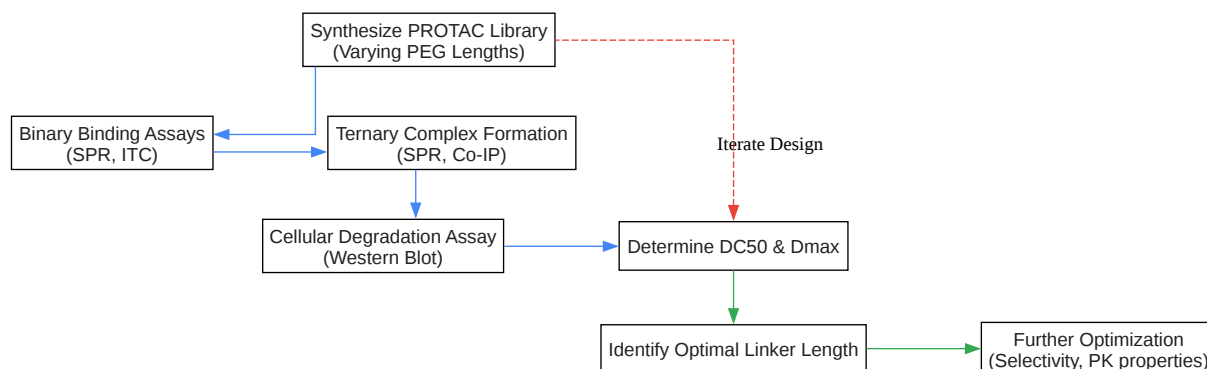 Synthesize PROTAC Library
(Varying PEG Lengths)
Binary Binding Assays
(SPR, ITC)
Ternary Complex Formation
(SPR, Co-IP)
Iterate Design
Cellular Degradation Assay
(Western Blot)
Determine DC50 & Dmax
Identify Optimal Linker Length
Further Optimization
(Selectivity, PK properties)